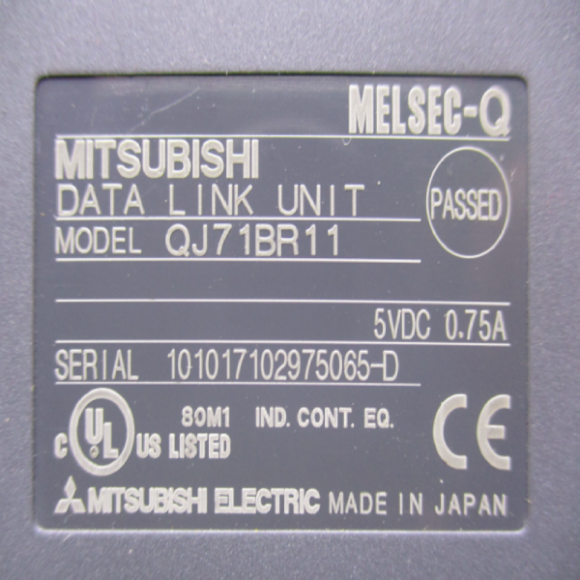 MELSEC-Q
MITSUBISHI
DATA LINK UNIT
PASSED
MODEL QJ71BR11
5VDC 0.75A
SERIAL 101017102975065-D
C UL US LISTED
80M1 IND. CONT. EQ.
CE
MITSUBISHI ELECTRIC MADE IN JAPAN